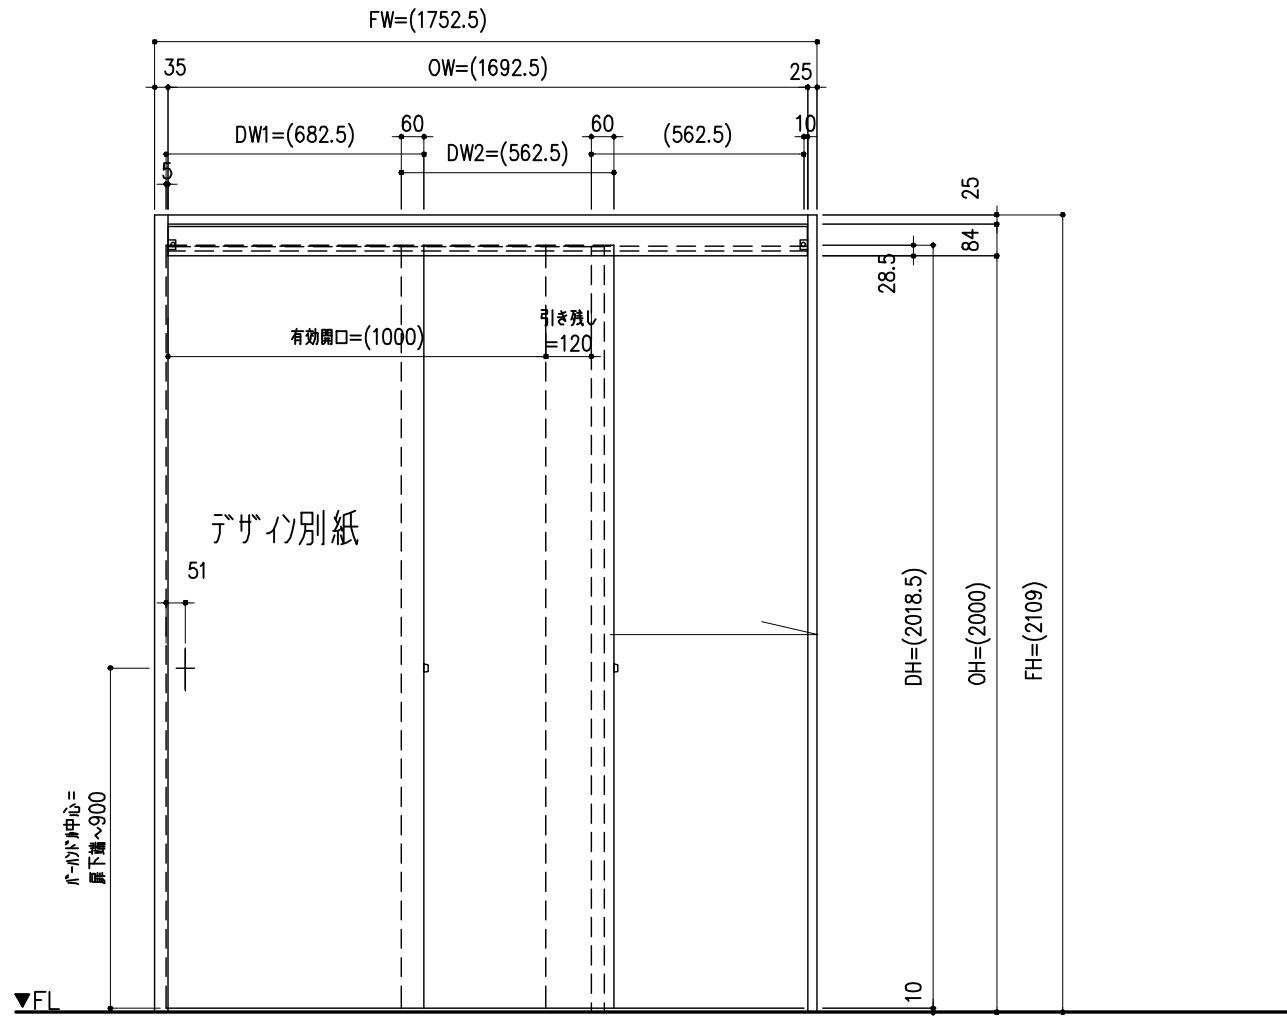 FW=(1752.5)
35
OW=(1692.5)
25
DW1=(682.5)
60
DW2=(562.5)
60
(562.5)
10
5
25
84
28.5
有効開口=(1000)
引き残し
=120
デザイン別紙
51
DH=(2018.5)
OH=(2000)
FH=(2109)
バーハンドル中心=
扉下端~900
10
▼FL